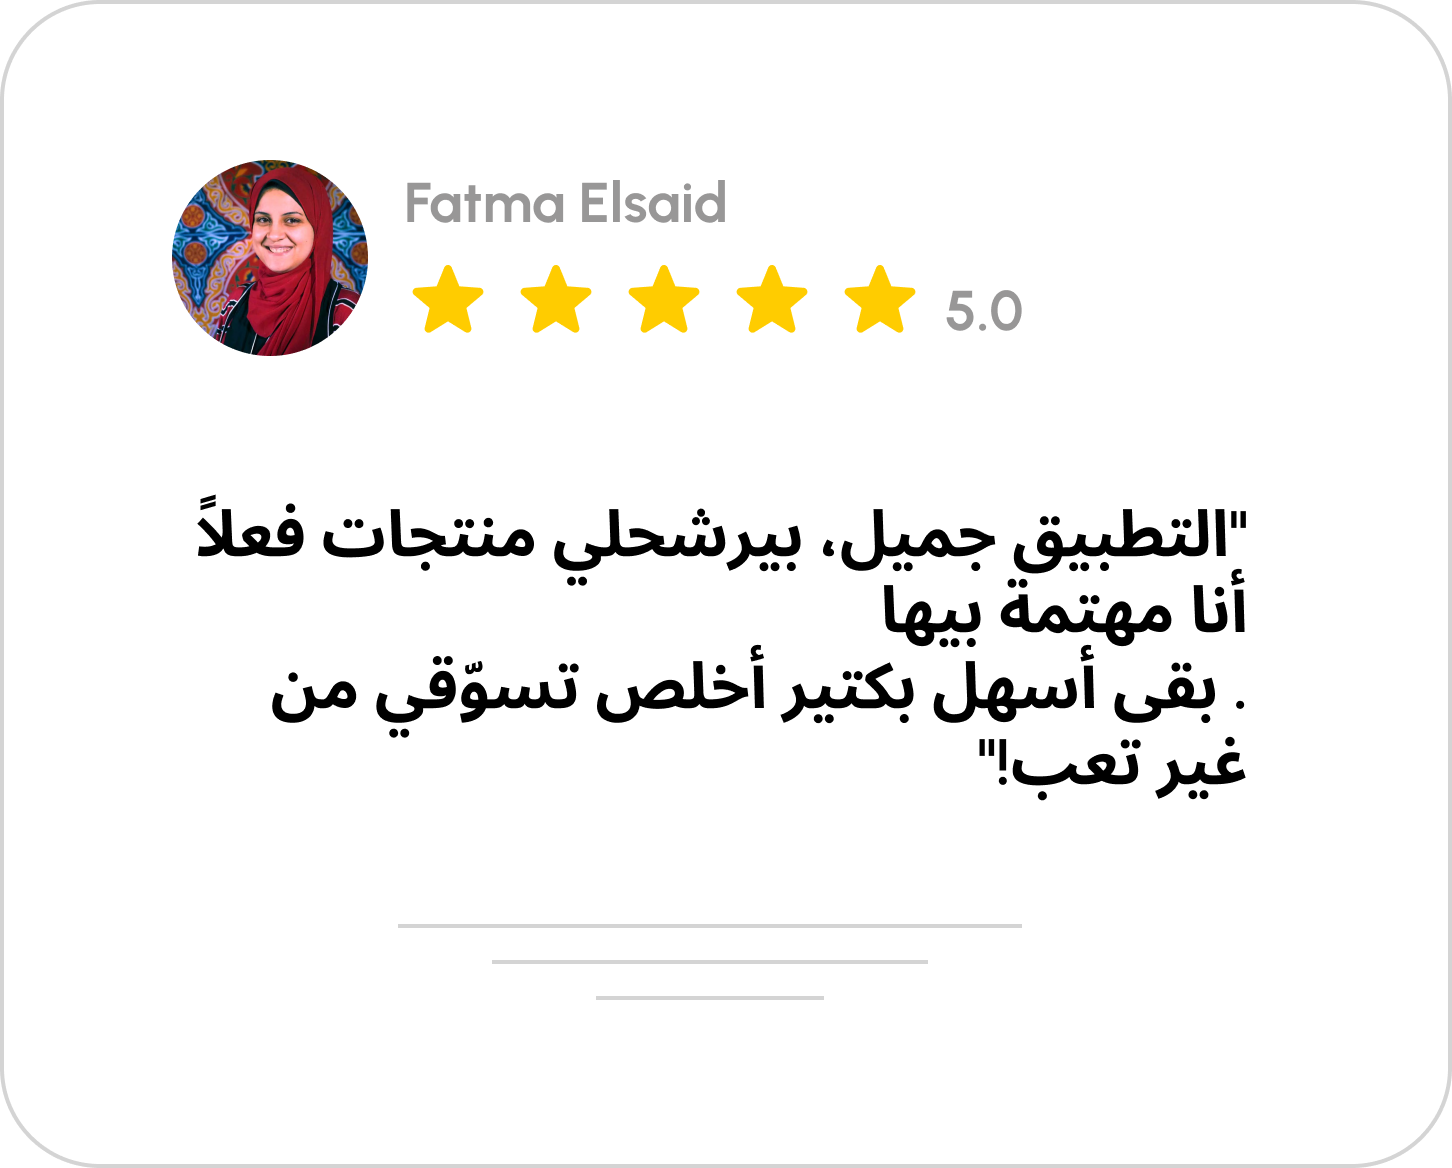 Fatma Elsaid
5.0
"التطبيق جميل، بيرشحلي منتجات فعلاً
أنا مهتمة بيها
. بقى أسهل بكتير أخلص تسوّقي من
غير تعب!"